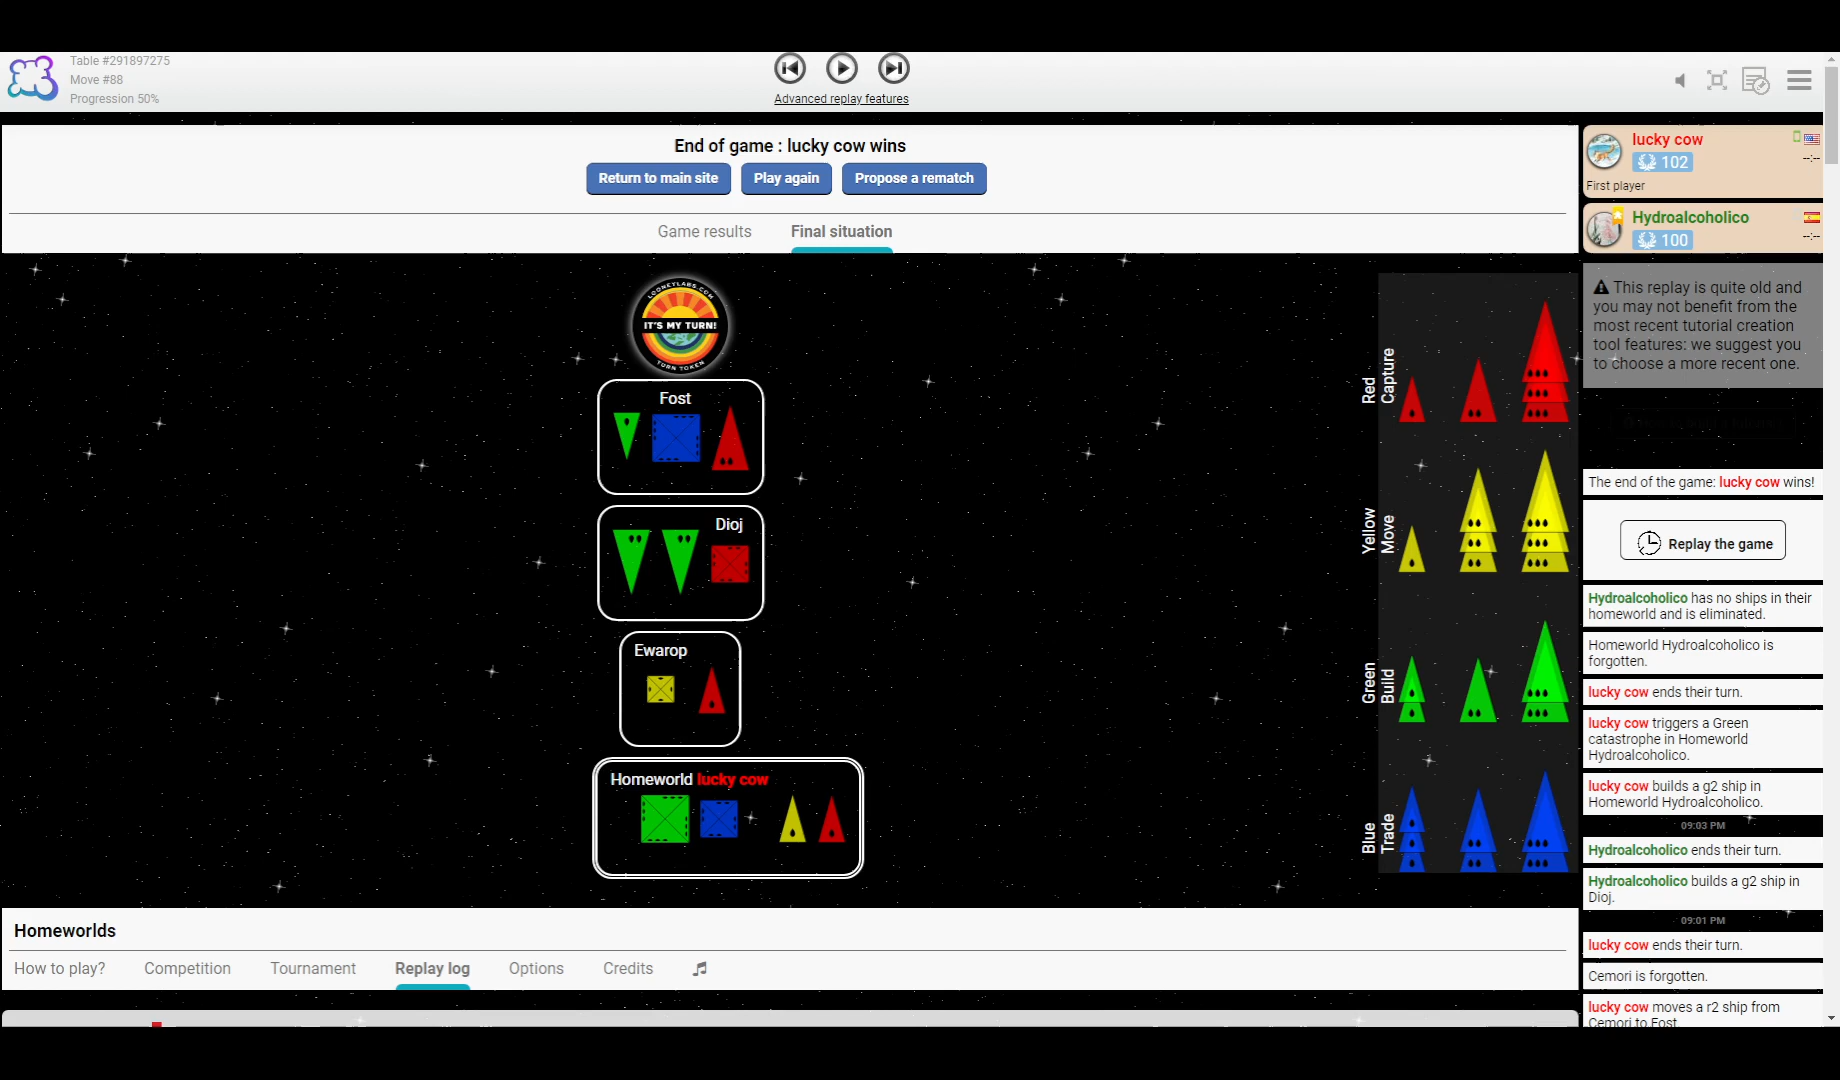 Table #291897275
Move #88
Progression 50%
Advanced replay features
End of game : lucky cow wins
Return to main site
Play again
Propose a rematch
Game results
Final situation
LOONEYLABS.COM
IT'S MY TURN!
TURN TOKEN
Fost
Dioj
Ewarop
Homeworld lucky cow
Red
Capture
Yellow
Move
Green
Build
Blue
Trade
Homeworlds
How to play?
Competition
Tournament
Replay log
Options
Credits
lucky cow
102
--:--
First player
Hydroalcoholico
100
--:--
This replay is quite old and
you may not benefit from the
most recent tutorial creation
tool features: we suggest you
to choose a more recent one.
The end of the game: lucky cow wins!
Replay the game
Hydroalcoholico has no ships in their
homeworld and is eliminated.
Homeworld Hydroalcoholico is
forgotten.
lucky cow ends their turn.
lucky cow triggers a Green
catastrophe in Homeworld
Hydroalcoholico.
lucky cow builds a g2 ship in
Homeworld Hydroalcoholico.
09:03 PM
Hydroalcoholico ends their turn.
Hydroalcoholico builds a g2 ship in
Dioj.
09:01 PM
lucky cow ends their turn.
Cemori is forgotten.
lucky cow moves a r2 ship from
Cemori to Fost